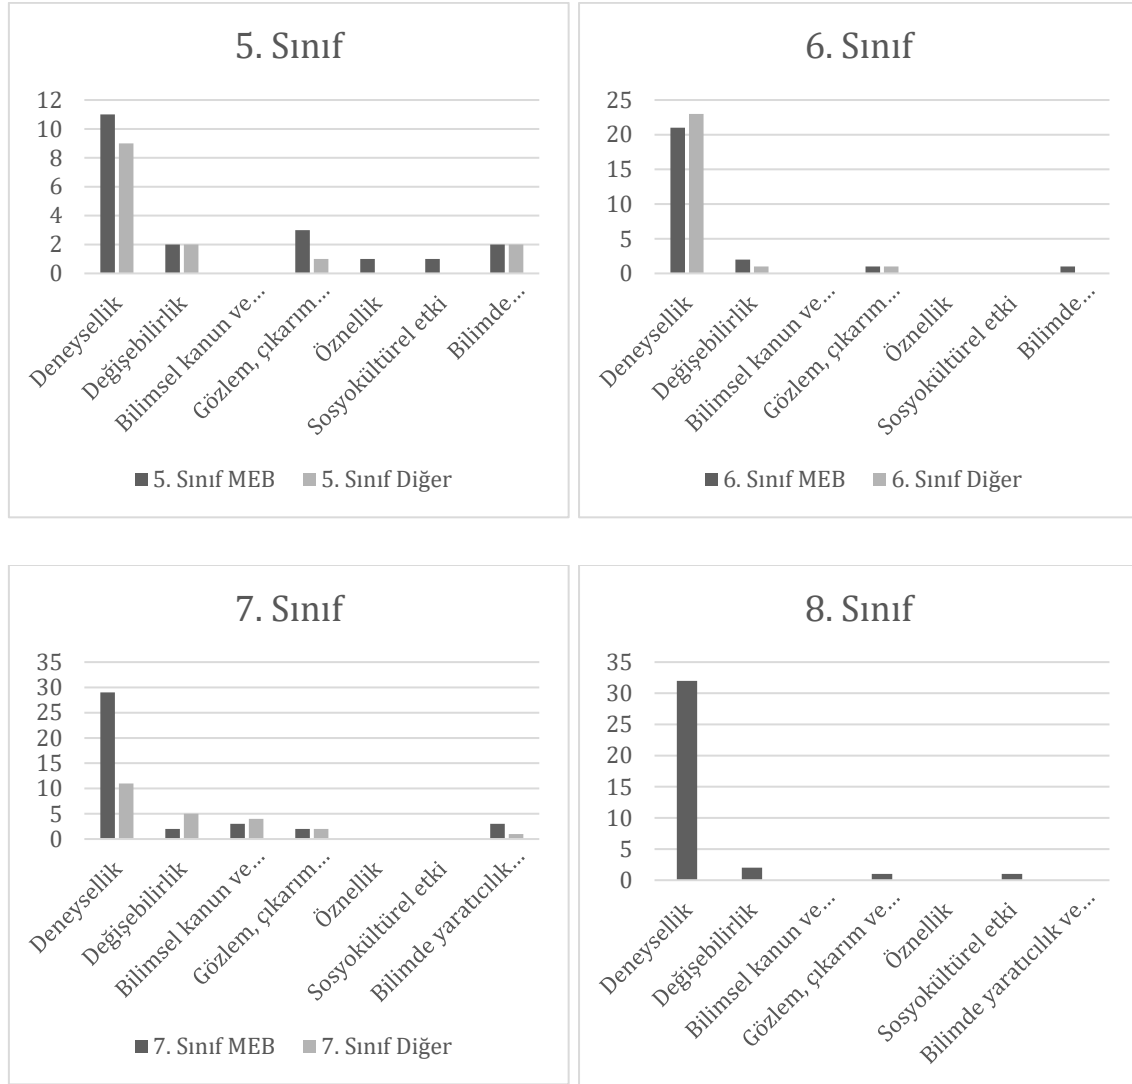 5. Sınıf
12
10
8
6
4
2
0
Deneysellik
Değişebilirlik
Bilimsel kanun ve...
Gözlem, çıkarım...
Öznellik
Sosyokültürel etki
Bilimde...
5. Sınıf MEB 5. Sınıf Diğer
6. Sınıf
25
20
15
10
5
0
Deneysellik
Değişebilirlik
Bilimsel kanun ve...
Gözlem, çıkarım...
Öznellik
Sosyokültürel etki
Bilimde...
6. Sınıf MEB 6. Sınıf Diğer
7. Sınıf
35
30
25
20
15
10
5
0
Deneysellik
Değişebilirlik
Bilimsel kanun ve...
Gözlem, çıkarım...
Öznellik
Sosyokültürel etki
Bilimde yaratıcılık...
7. Sınıf MEB 7. Sınıf Diğer
8. Sınıf
35
30
25
20
15
10
5
0
Deneysellik
Değişebilirlik
Bilimsel kanun ve...
Gözlem, çıkarım ve...
Öznellik
Sosyokültürel etki
Bilimde yaratıcılık ve...